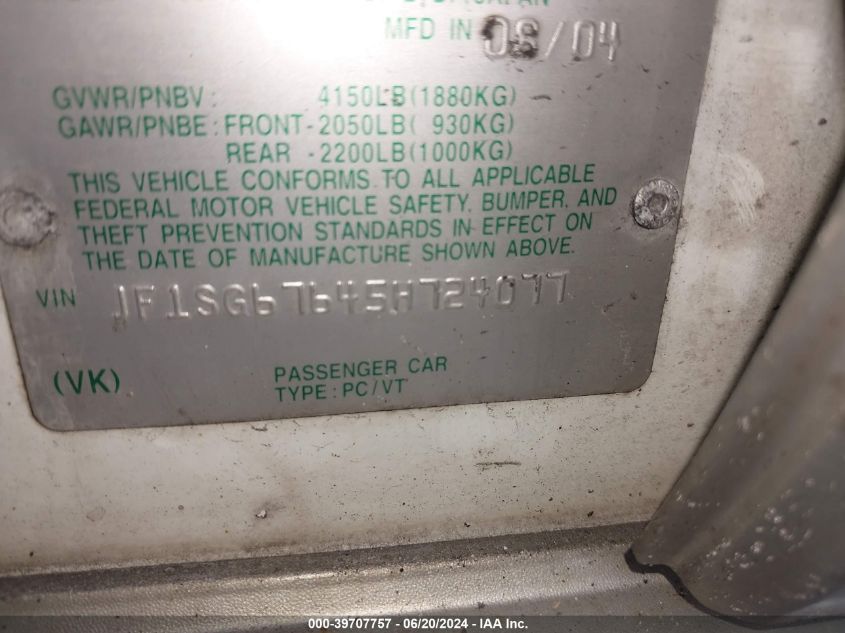 JAPAN
MFD IN
GVWR/PNBV : 4150LB(1880KG)
GAWR/PNBE : FRONT-2050LB( 930KG)
REAR -2200LB(1000KG)
THIS VEHICLE CONFORMS TO ALL APPLICABLE
FEDERAL MOTOR VEHICLE SAFETY, BUMPER, AND
THEFT PREVENTION STANDARDS IN EFFECT ON
THE DATE OF MANUFACTURE SHOWN ABOVE.
VIN JF1SG67645H724077
(VK)
PASSENGER CAR
TYPE : PC/VT
000-39707757 - 06/20/2024 - IAA Inc.